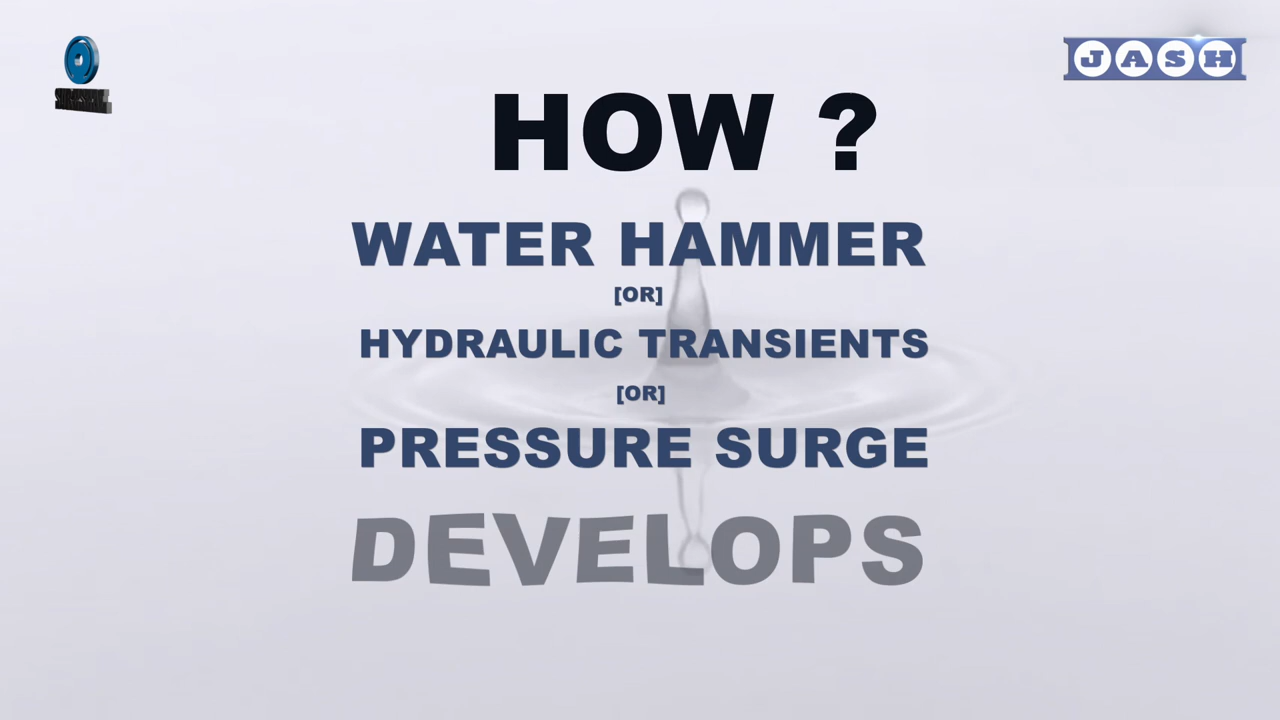 JASH
HOW ?
WATER HAMMER
[OR]
HYDRAULIC TRANSIENTS
[OR]
PRESSURE SURGE
DEVELOPS